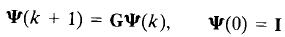 Ψ(k + 1) = GΨ(k), Ψ(0) = I